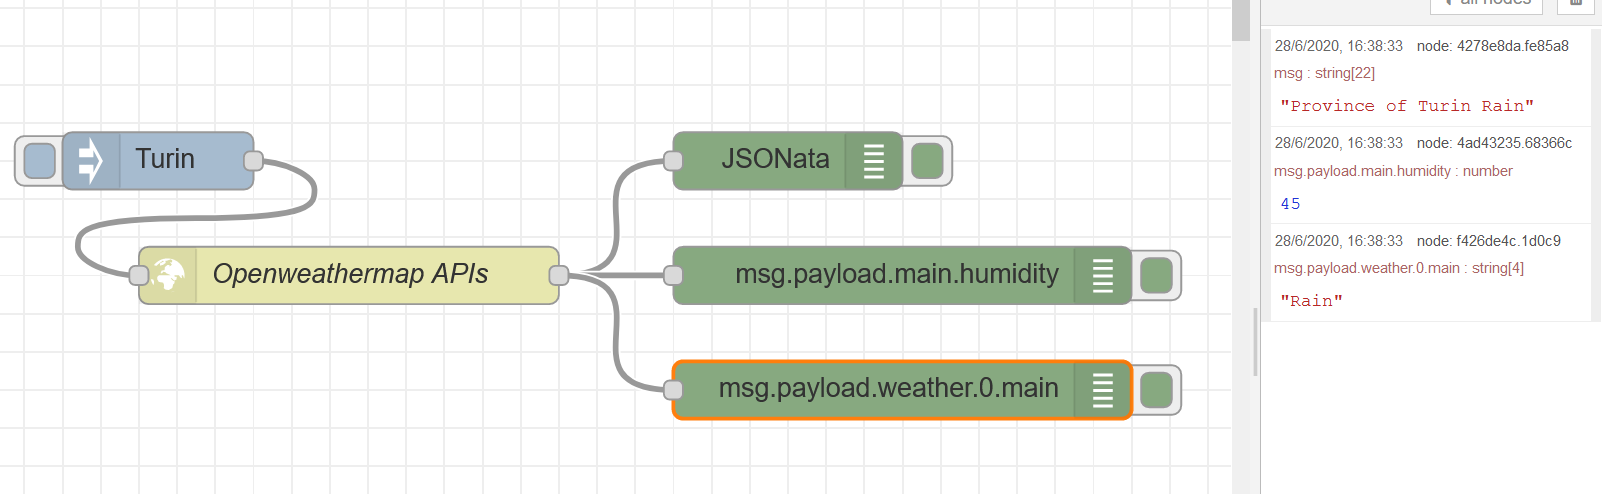 all nodes
Turin
Openweathermap APIs
JSONata
msg.payload.main.humidity
msg.payload.weather.0.main
28/6/2020, 16:38:33 node: 4278e8da.fe85a8
msg : string[22]
"Province of Turin Rain"
28/6/2020, 16:38:33 node: 4ad43235.68366c
msg.payload.main.humidity : number
45
28/6/2020, 16:38:33 node: f426de4c.1d0c9
msg.payload.weather.0.main : string[4]
"Rain"